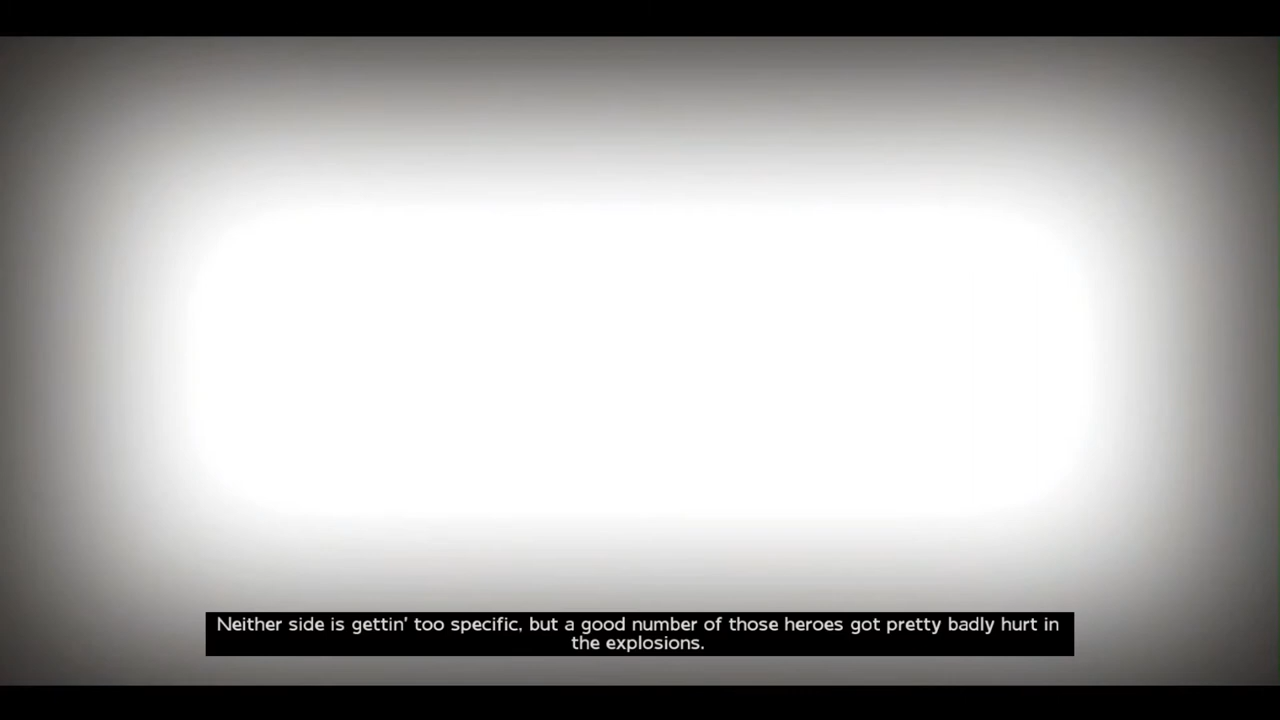 Neither side is gettin' too specific, but a good number of those heroes got pretty badly hurt in
the explosions.